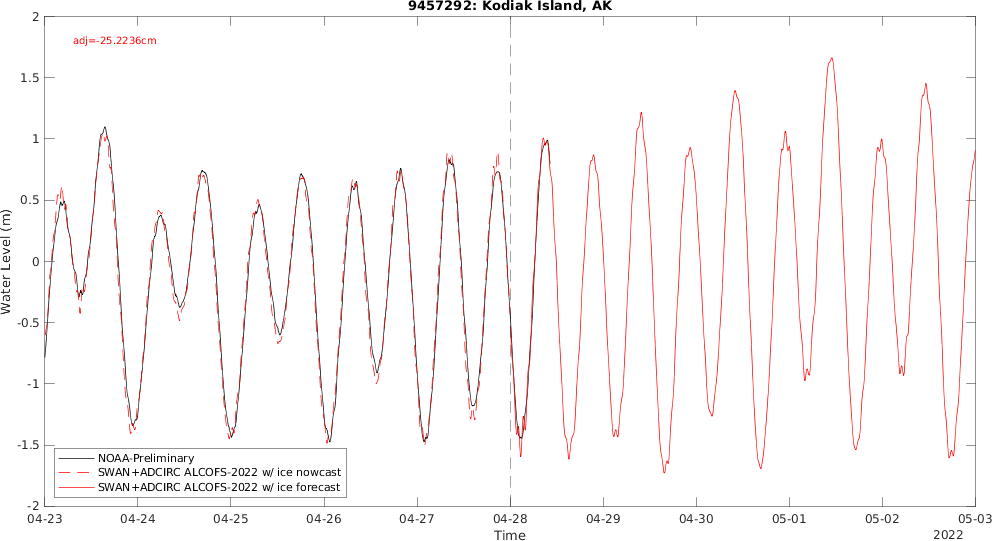 9457292: Kodiak Island, AK
adj=-25.2236cm
2
1.5
1
0.5
0
-0.5
-1
-1.5
-2
Water Level (m)
NOAA-Preliminary
SWAN+ADCIRC ALCOFS-2022 w/ ice nowcast
SWAN+ADCIRC ALCOFS-2022 w/ ice forecast
04-23 04-24 04-25 04-26 04-27 04-28 04-29 04-30 05-01 05-02 05-03
Time
2022